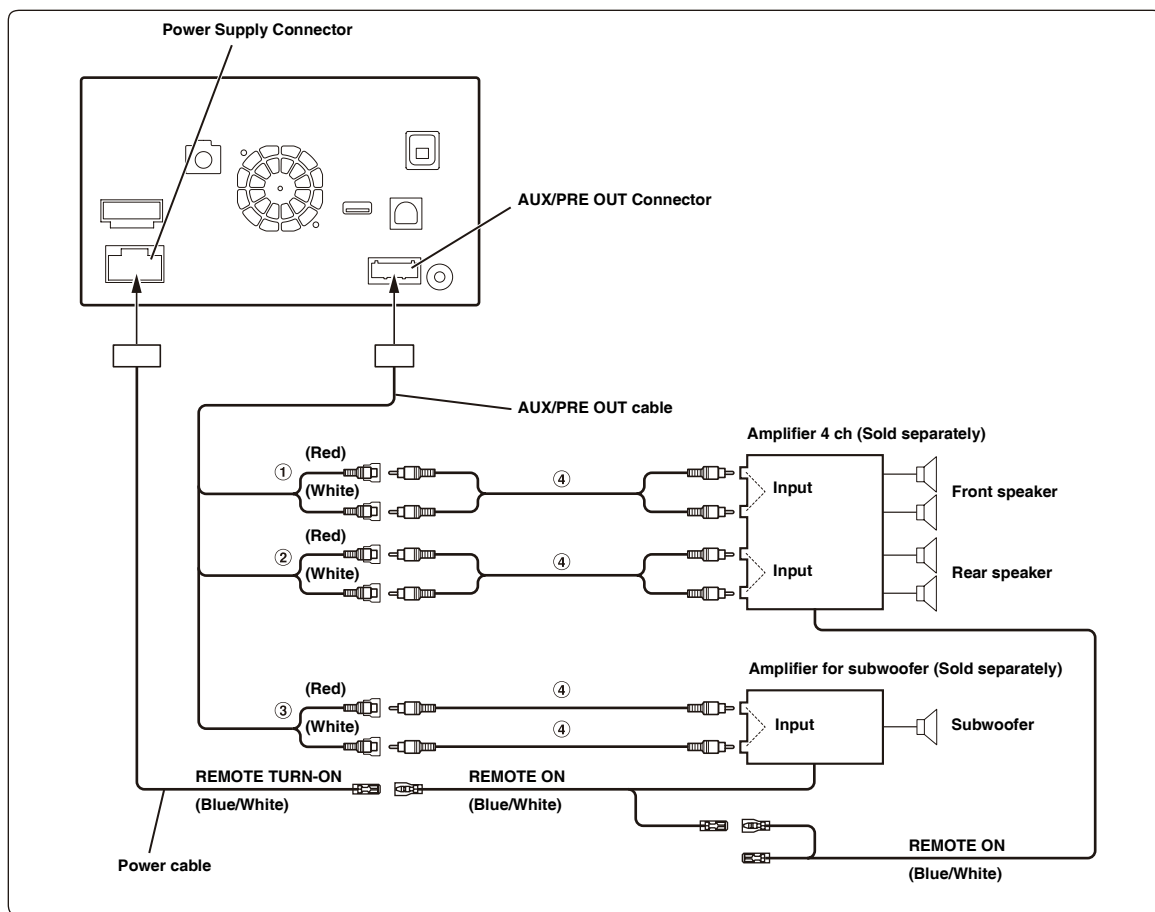 Power Supply Connector
AUX/PRE OUT Connector
AUX/PRE OUT cable
Amplifier 4 ch (Sold separately)
(Red)
①
④
Input
Front speaker
(White)
(Red)
②
④
Input
Rear speaker
(White)
Amplifier for subwoofer (Sold separately)
(Red)
④
③
(White)
④
Input
Subwoofer
REMOTE TURN-ON
(Blue/White)
REMOTE ON
(Blue/White)
REMOTE ON
(Blue/White)
Power cable